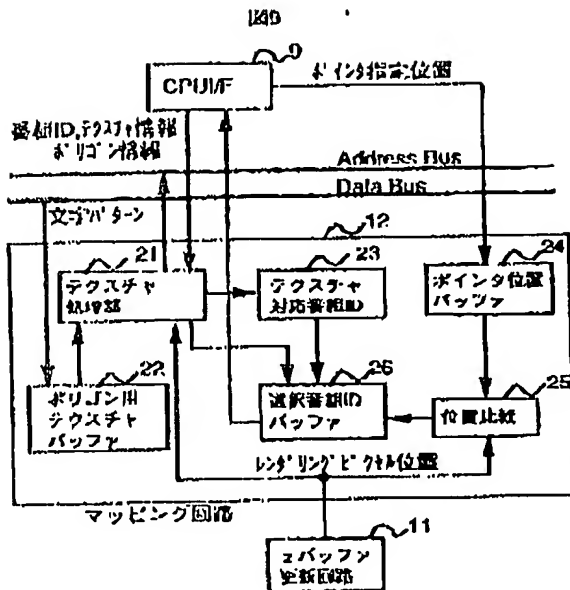 9
CPUI/F
ポインタ指定位置
番組ID,テクスチャ情報
ポリゴン情報
Address Bus
Data Bus
文字パターン
12
21
テクスチャ
処理部
23
テクスチャ
対応番組ID
24
ポインタ位置
バッファ
22
ポリゴン用
テクスチャ
バッファ
26
選択番組ID
バッファ
25
位置比較
レンダリングピクセル位置
マッピング回路
11
zバッファ
更新回路